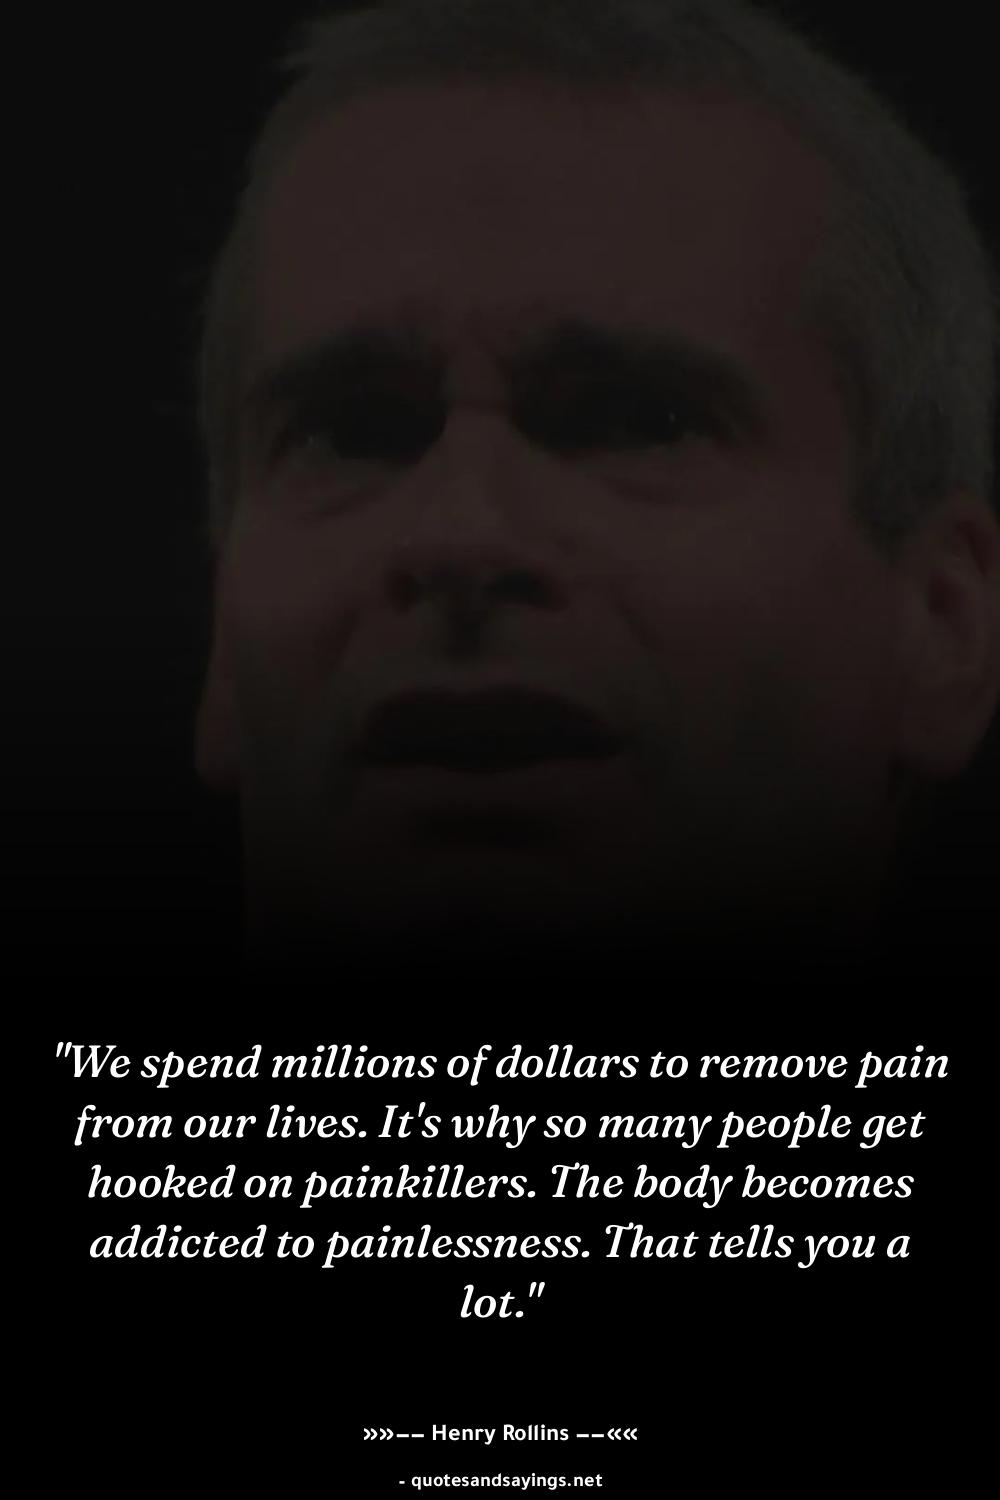 "We spend millions of dollars to remove pain
from our lives. It's why so many people get
hooked on painkillers. The body becomes
addicted to painlessness. That tells you a
lot."
»»−− Henry Rollins −−««
- quotesandsayings.net